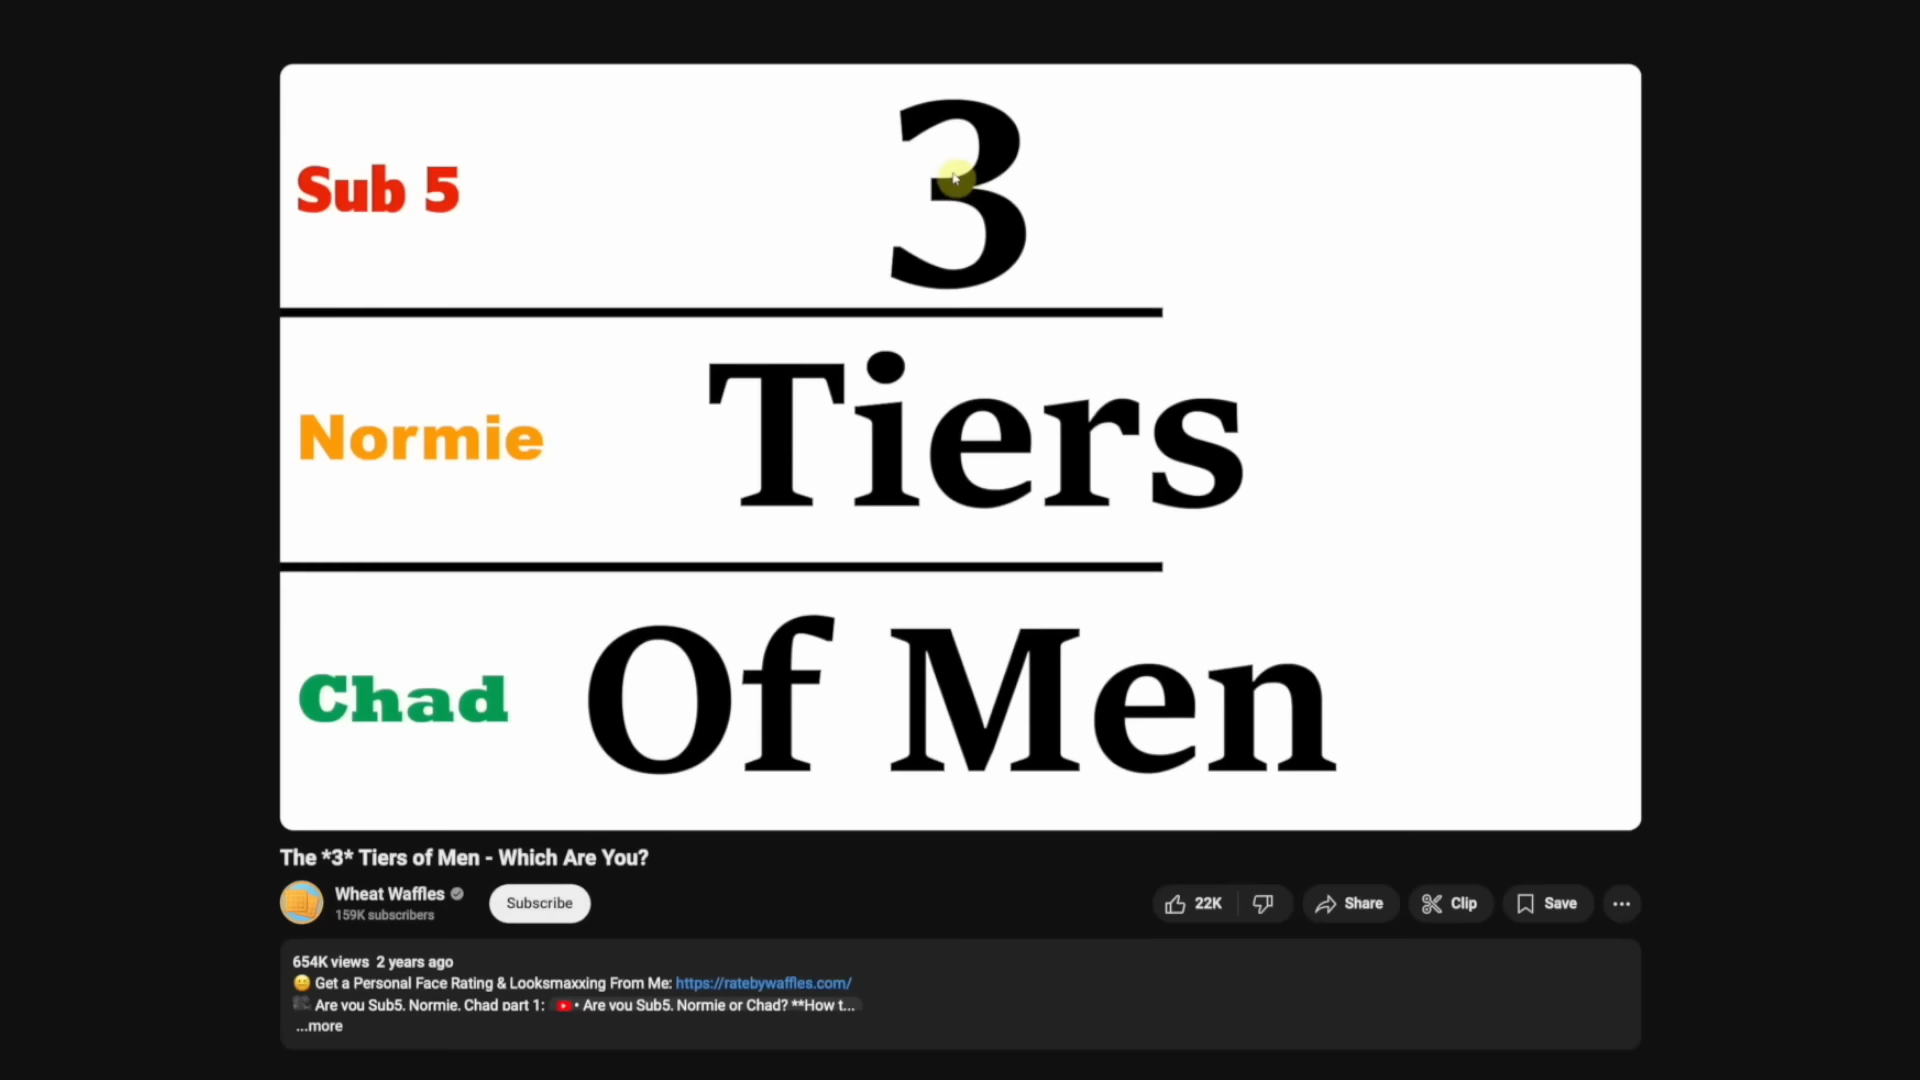 Sub 5
3
Normie
Tiers
Chad
Of Men
The *3* Tiers of Men - Which Are You?
Wheat Waffles
159K subscribers
Subscribe
22K
Share
Clip
Save
654K views 2 years ago
Get a Personal Face Rating & Looksmaxxing From Me: https://ratebywaffles.com/
Are you Sub5, Normie, Chad part 1: • Are you Sub5, Normie or Chad? **How t...
...more